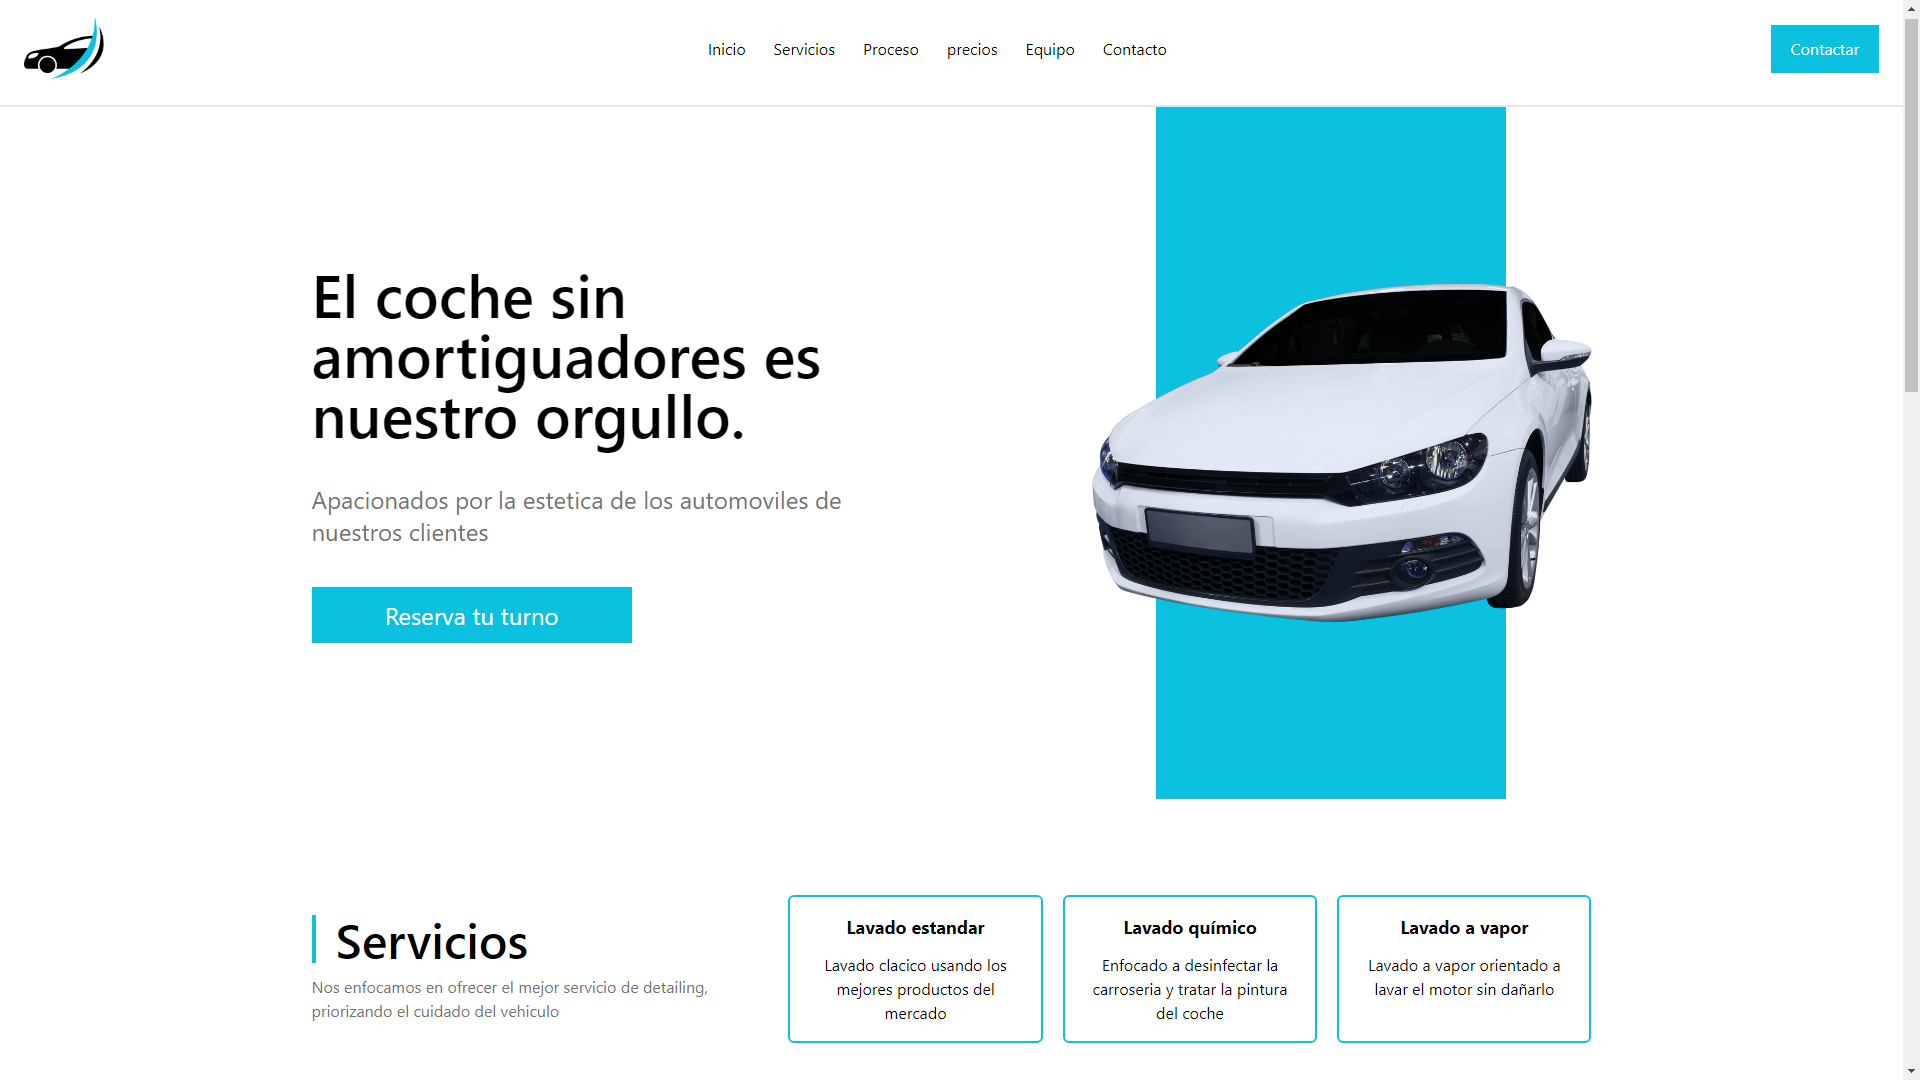 Inicio
Servicios
Proceso
precios
Equipo
Contacto
Contactar
El coche sin
amortiguadores es
nuestro orgullo.
Apacionados por la estetica de los automoviles de
nuestros clientes
Reserva tu turno
Servicios
Nos enfocamos en ofrecer el mejor servicio de detailing,
priorizando el cuidado del vehiculo
Lavado estandar
Lavado clacico usando los
mejores productos del
mercado
Lavado químico
Enfocado a desinfectar la
carroseria y tratar la pintura
del coche
Lavado a vapor
Lavado a vapor orientado a
lavar el motor sin dañarlo